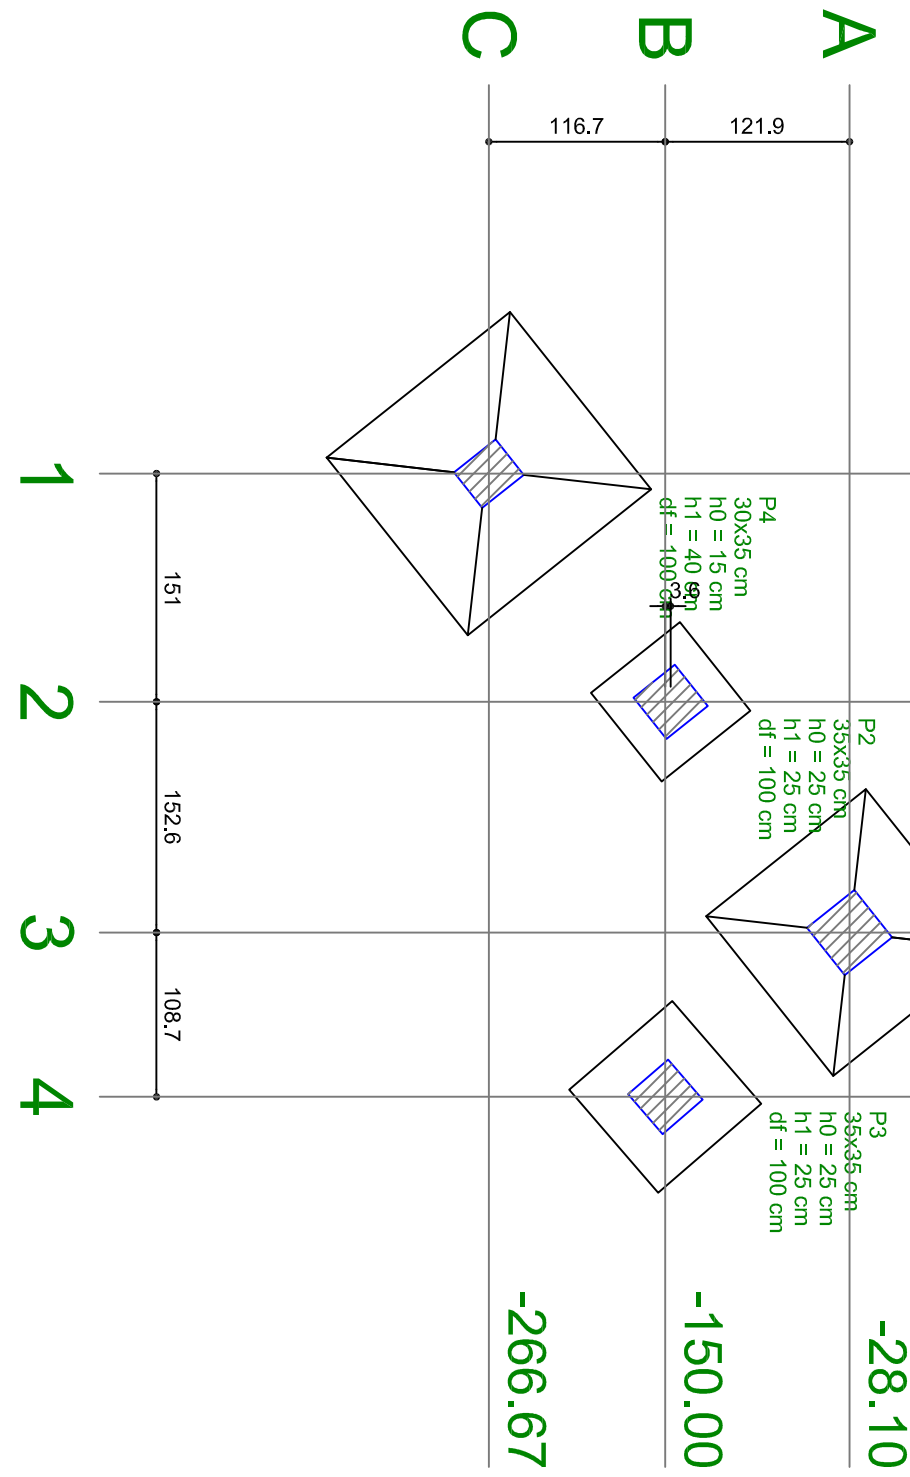 C
B
A
116.7
121.9
1
2
3
4
151
152.6
108.7
P4
30x35 cm
h0 = 15 cm
h1 = 40 cm
df = 100 cm
3.6
P2
35x35 cm
h0 = 25 cm
h1 = 25 cm
df = 100 cm
P3
35x35 cm
h0 = 25 cm
h1 = 25 cm
df = 100 cm
-266.67
-150.00
-28.10